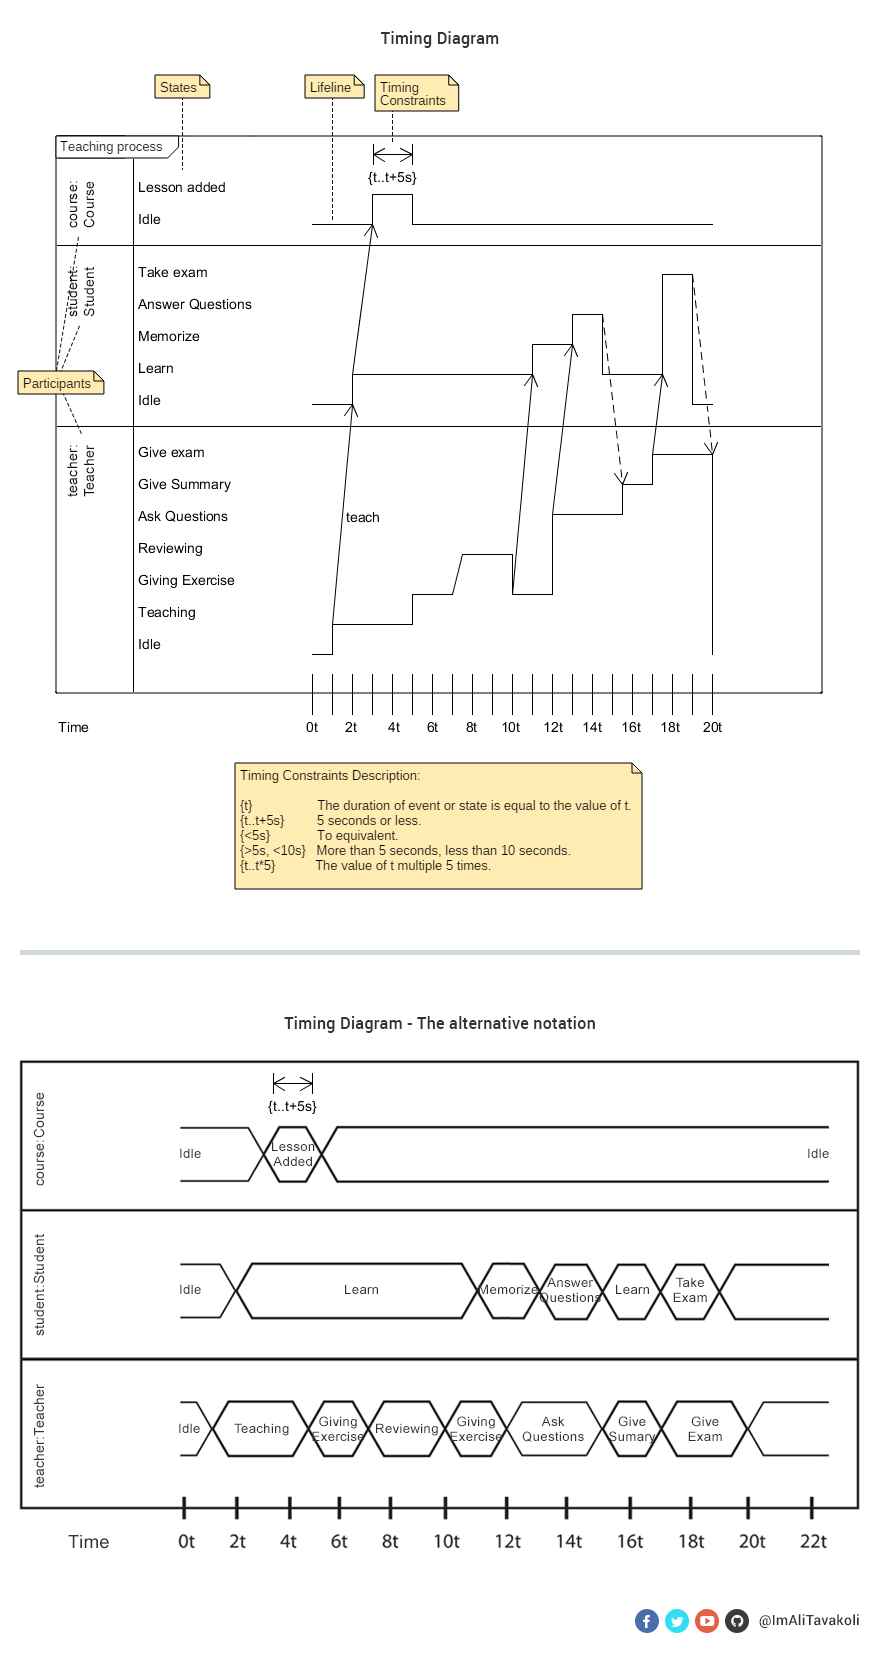 Timing Diagram
States
Lifeline
Timing
Constraints
Teaching process
{t..t+5s}
course:
Course
Lesson added
Idle
student:
Student
Take exam
Answer Questions
Memorize
Learn
Idle
Participants
teacher:
Teacher
Give exam
Give Summary
Ask Questions
teach
Reviewing
Giving Exercise
Teaching
Idle
Time 0t 2t 4t 6t 8t 10t 12t 14t 16t 18t 20t
Timing Constraints Description:
{t} The duration of event or state is equal to the value of t.
{t..t+5s} 5 seconds or less.
{<5s} To equivalent.
{>5s, <10s} More than 5 seconds, less than 10 seconds.
{t..t*5} The value of t multiple 5 times.
Timing Diagram - The alternative notation
course:Course
{t..t+5s}
Idle
Lesson
Added
Idle
student:Student
Idle
Learn
Memorize
Answer
Questions
Learn
Take
Exam
teacher:Teacher
Idle
Teaching
Giving
Exercise
Reviewing
Giving
Exercise
Ask
Questions
Give
Sumary
Give
Exam
Time 0t 2t 4t 6t 8t 10t 12t 14t 16t 18t 20t 22t
@ImAliTavakoli